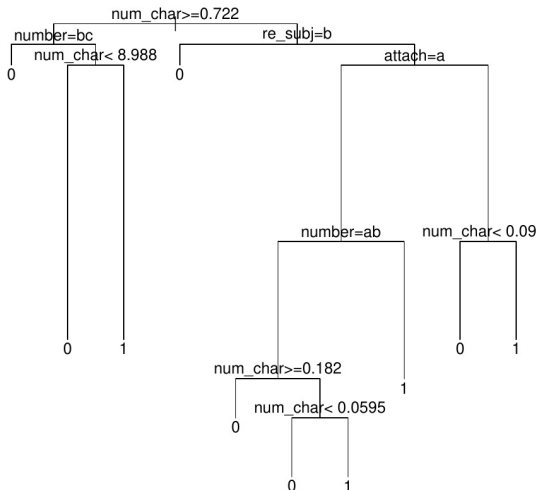 num_char>=0.722
number=bc
re_subj=b
num_char< 8.988
attach=a
0
0
number=ab
num_char< 0.09
0
1
0
1
num_char>=0.182
1
num_char< 0.0595
0
0
1